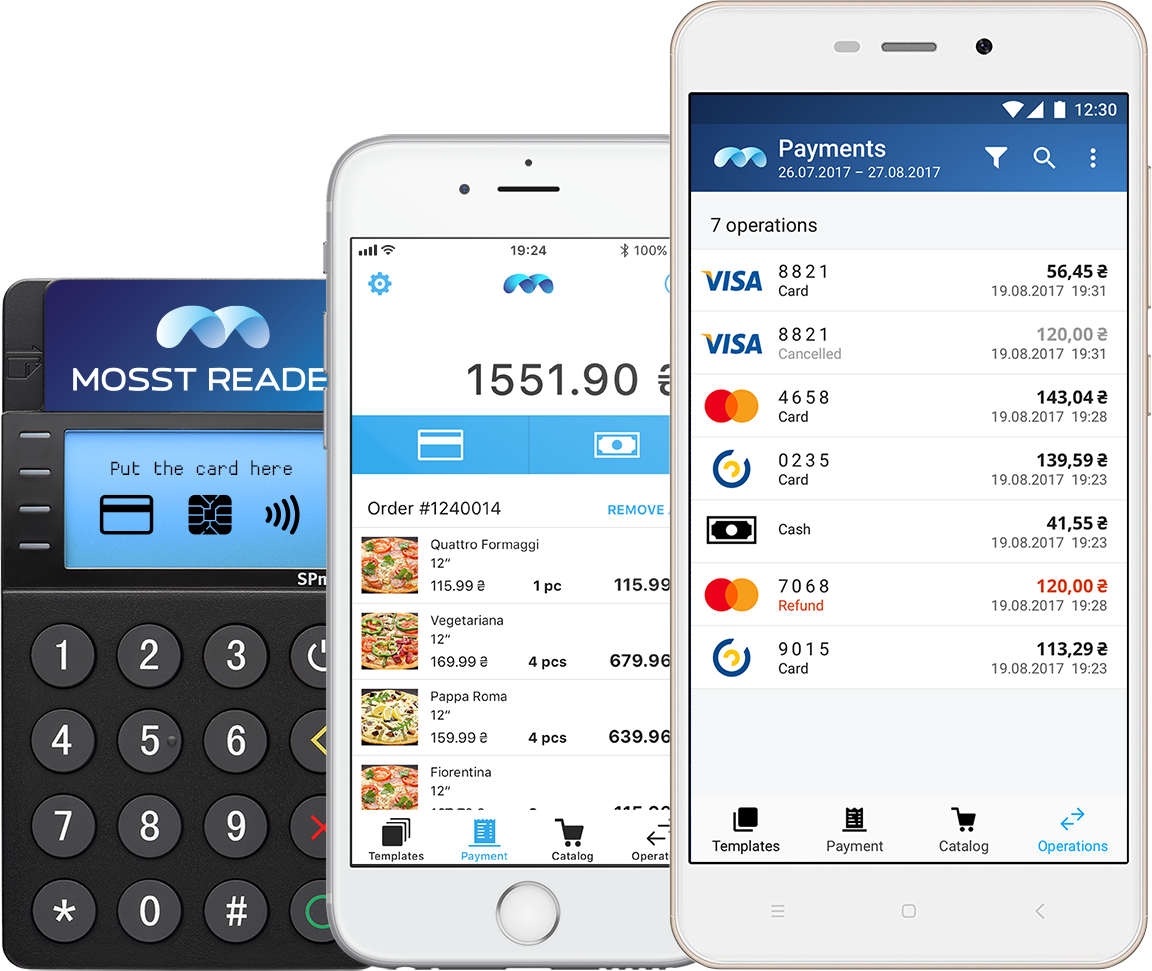 MOSST READE
Put the card here
SPm
1 2 3
4 5 6
7 8 9
* 0 #
19:24
100%
1551.90 ₴
Order #1240014
REMOVE
Quattro Formaggi
12“
115.99 ₴ 1 pc 115.99
Vegetariana
12“
169.99 ₴ 4 pcs 679.96
Pappa Roma
12“
159.99 ₴ 4 pcs 639.96
Fiorentina
12“
Templates Payment Catalog Operat
12:30
Payments
26.07.2017 – 27.08.2017
7 operations
VISA 8821 56,45 ₴
Card 19.08.2017 19:31
VISA 8821 120,00 ₴
Cancelled 19.08.2017 19:31
4658 143,04 ₴
Card 19.08.2017 19:28
0235 139,59 ₴
Card 19.08.2017 19:23
Cash 41,55 ₴
19.08.2017 19:23
7068 120,00 ₴
Refund 19.08.2017 19:28
9015 113,29 ₴
Card 19.08.2017 19:23
Templates Payment Catalog Operations